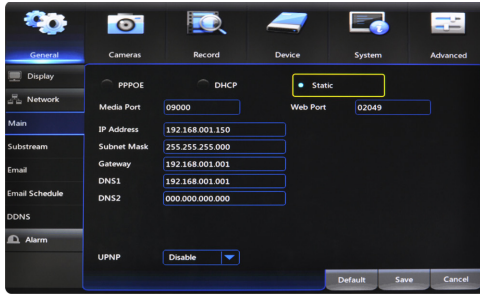 General Cameras Record Device System Advanced
Display
Network
Main
Substream
Email
Email Schedule
DDNS
Alarm
PPPOE DHCP Static
Media Port 09000 Web Port 02049
IP Address 192.168.001.150
Subnet Mask 255.255.255.000
Gateway 192.168.001.001
DNS1 192.168.001.001
DNS2 000.000.000.000
UPNP Disable
Default Save Cancel